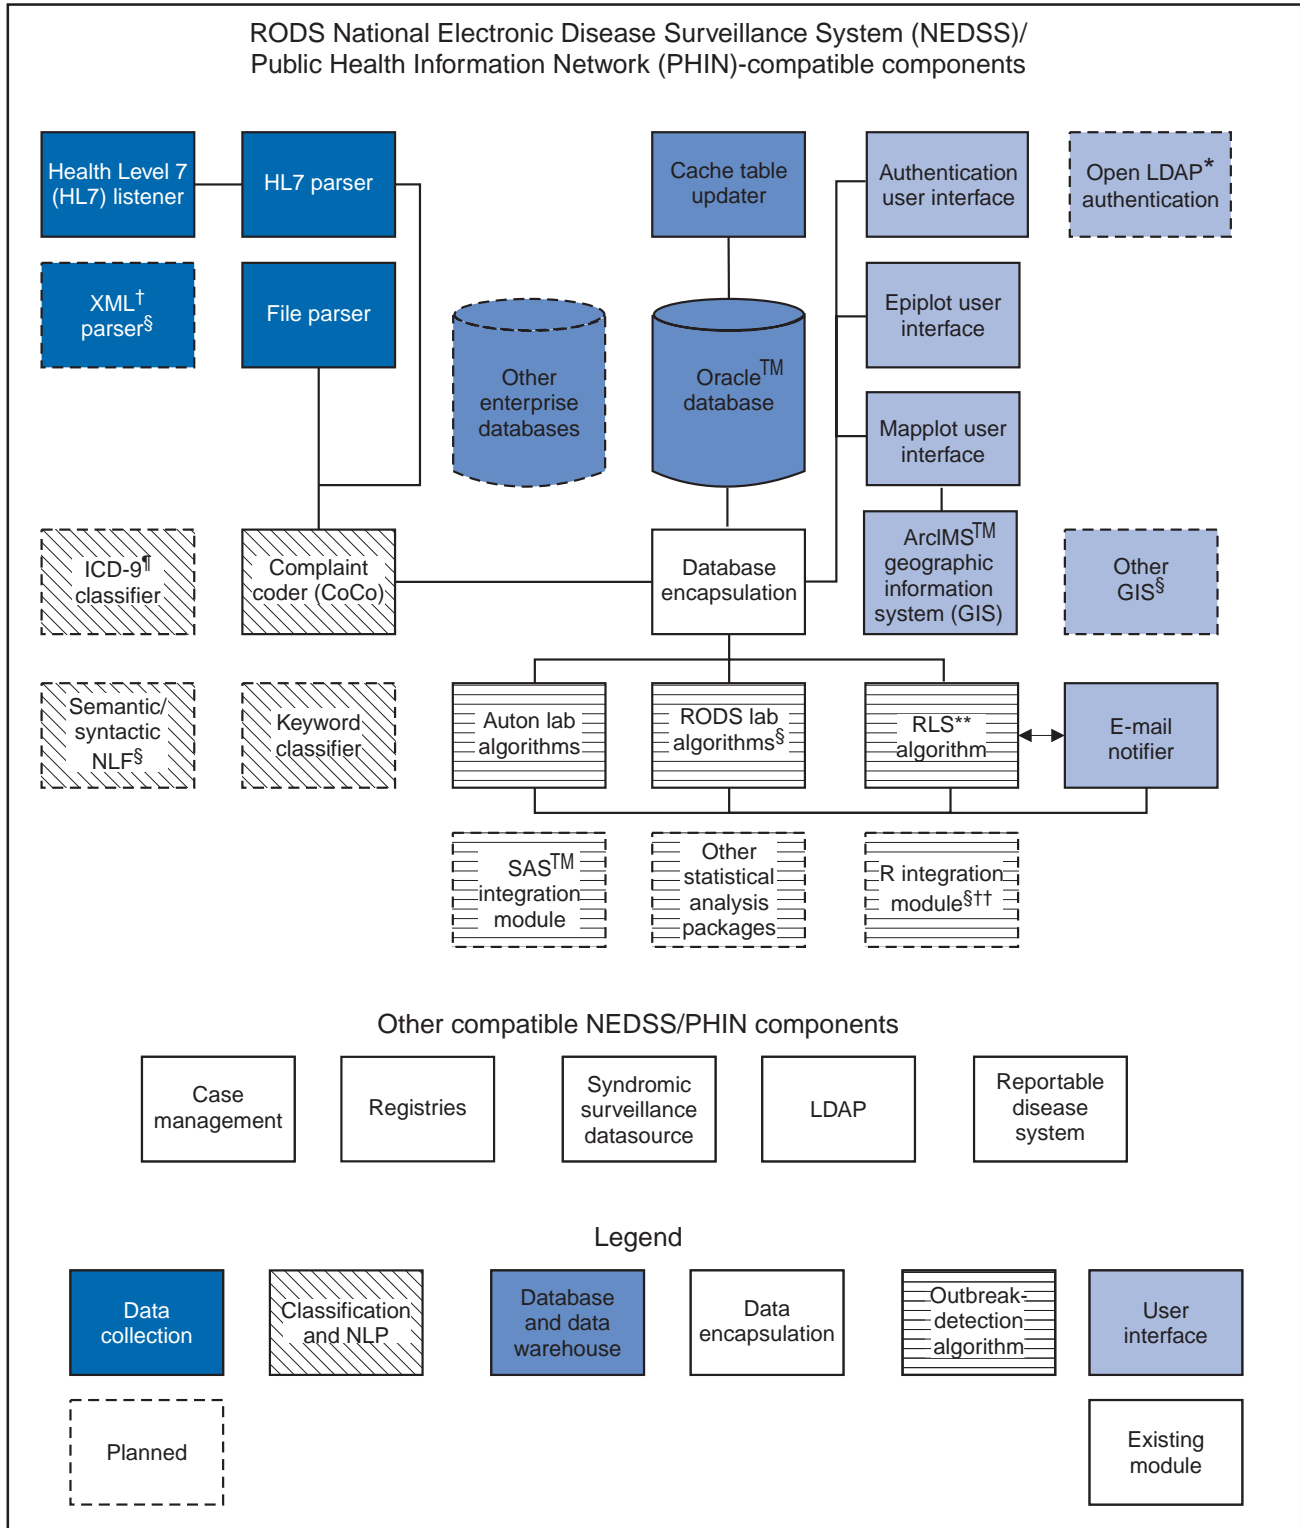 RODS National Electronic Disease Surveillance System (NEDSS)/
Public Health Information Network (PHIN)-compatible components
Health Level 7
(HL7) listener
HL7 parser
Cache table
updater
Authentication
user interface
Open LDAP*
authentication
XML†
parser§
File parser
Other
enterprise
databases
Oracle™
database
Epiplot user
interface
Mapplot user
interface
ICD-9¶
classifier
Complaint
coder (CoCo)
Database
encapsulation
ArcIMS™
geographic
information
system (GIS)
Other
GIS§
Semantic/
syntactic
NLF§
Keyword
classifier
Auton lab
algorithms
RODS lab
algorithms§
RLS**
algorithm
E-mail
notifier
SAS™
integration
module
Other
statistical
analysis
packages
R integration
module§††
Other compatible NEDSS/PHIN components
Case
management
Registries
Syndromic
surveillance
datasource
LDAP
Reportable
disease
system
Legend
Data
collection
Classification
and NLP
Database
and data
warehouse
Data
encapsulation
Outbreak-
detection
algorithm
User
interface
Planned
Existing
module